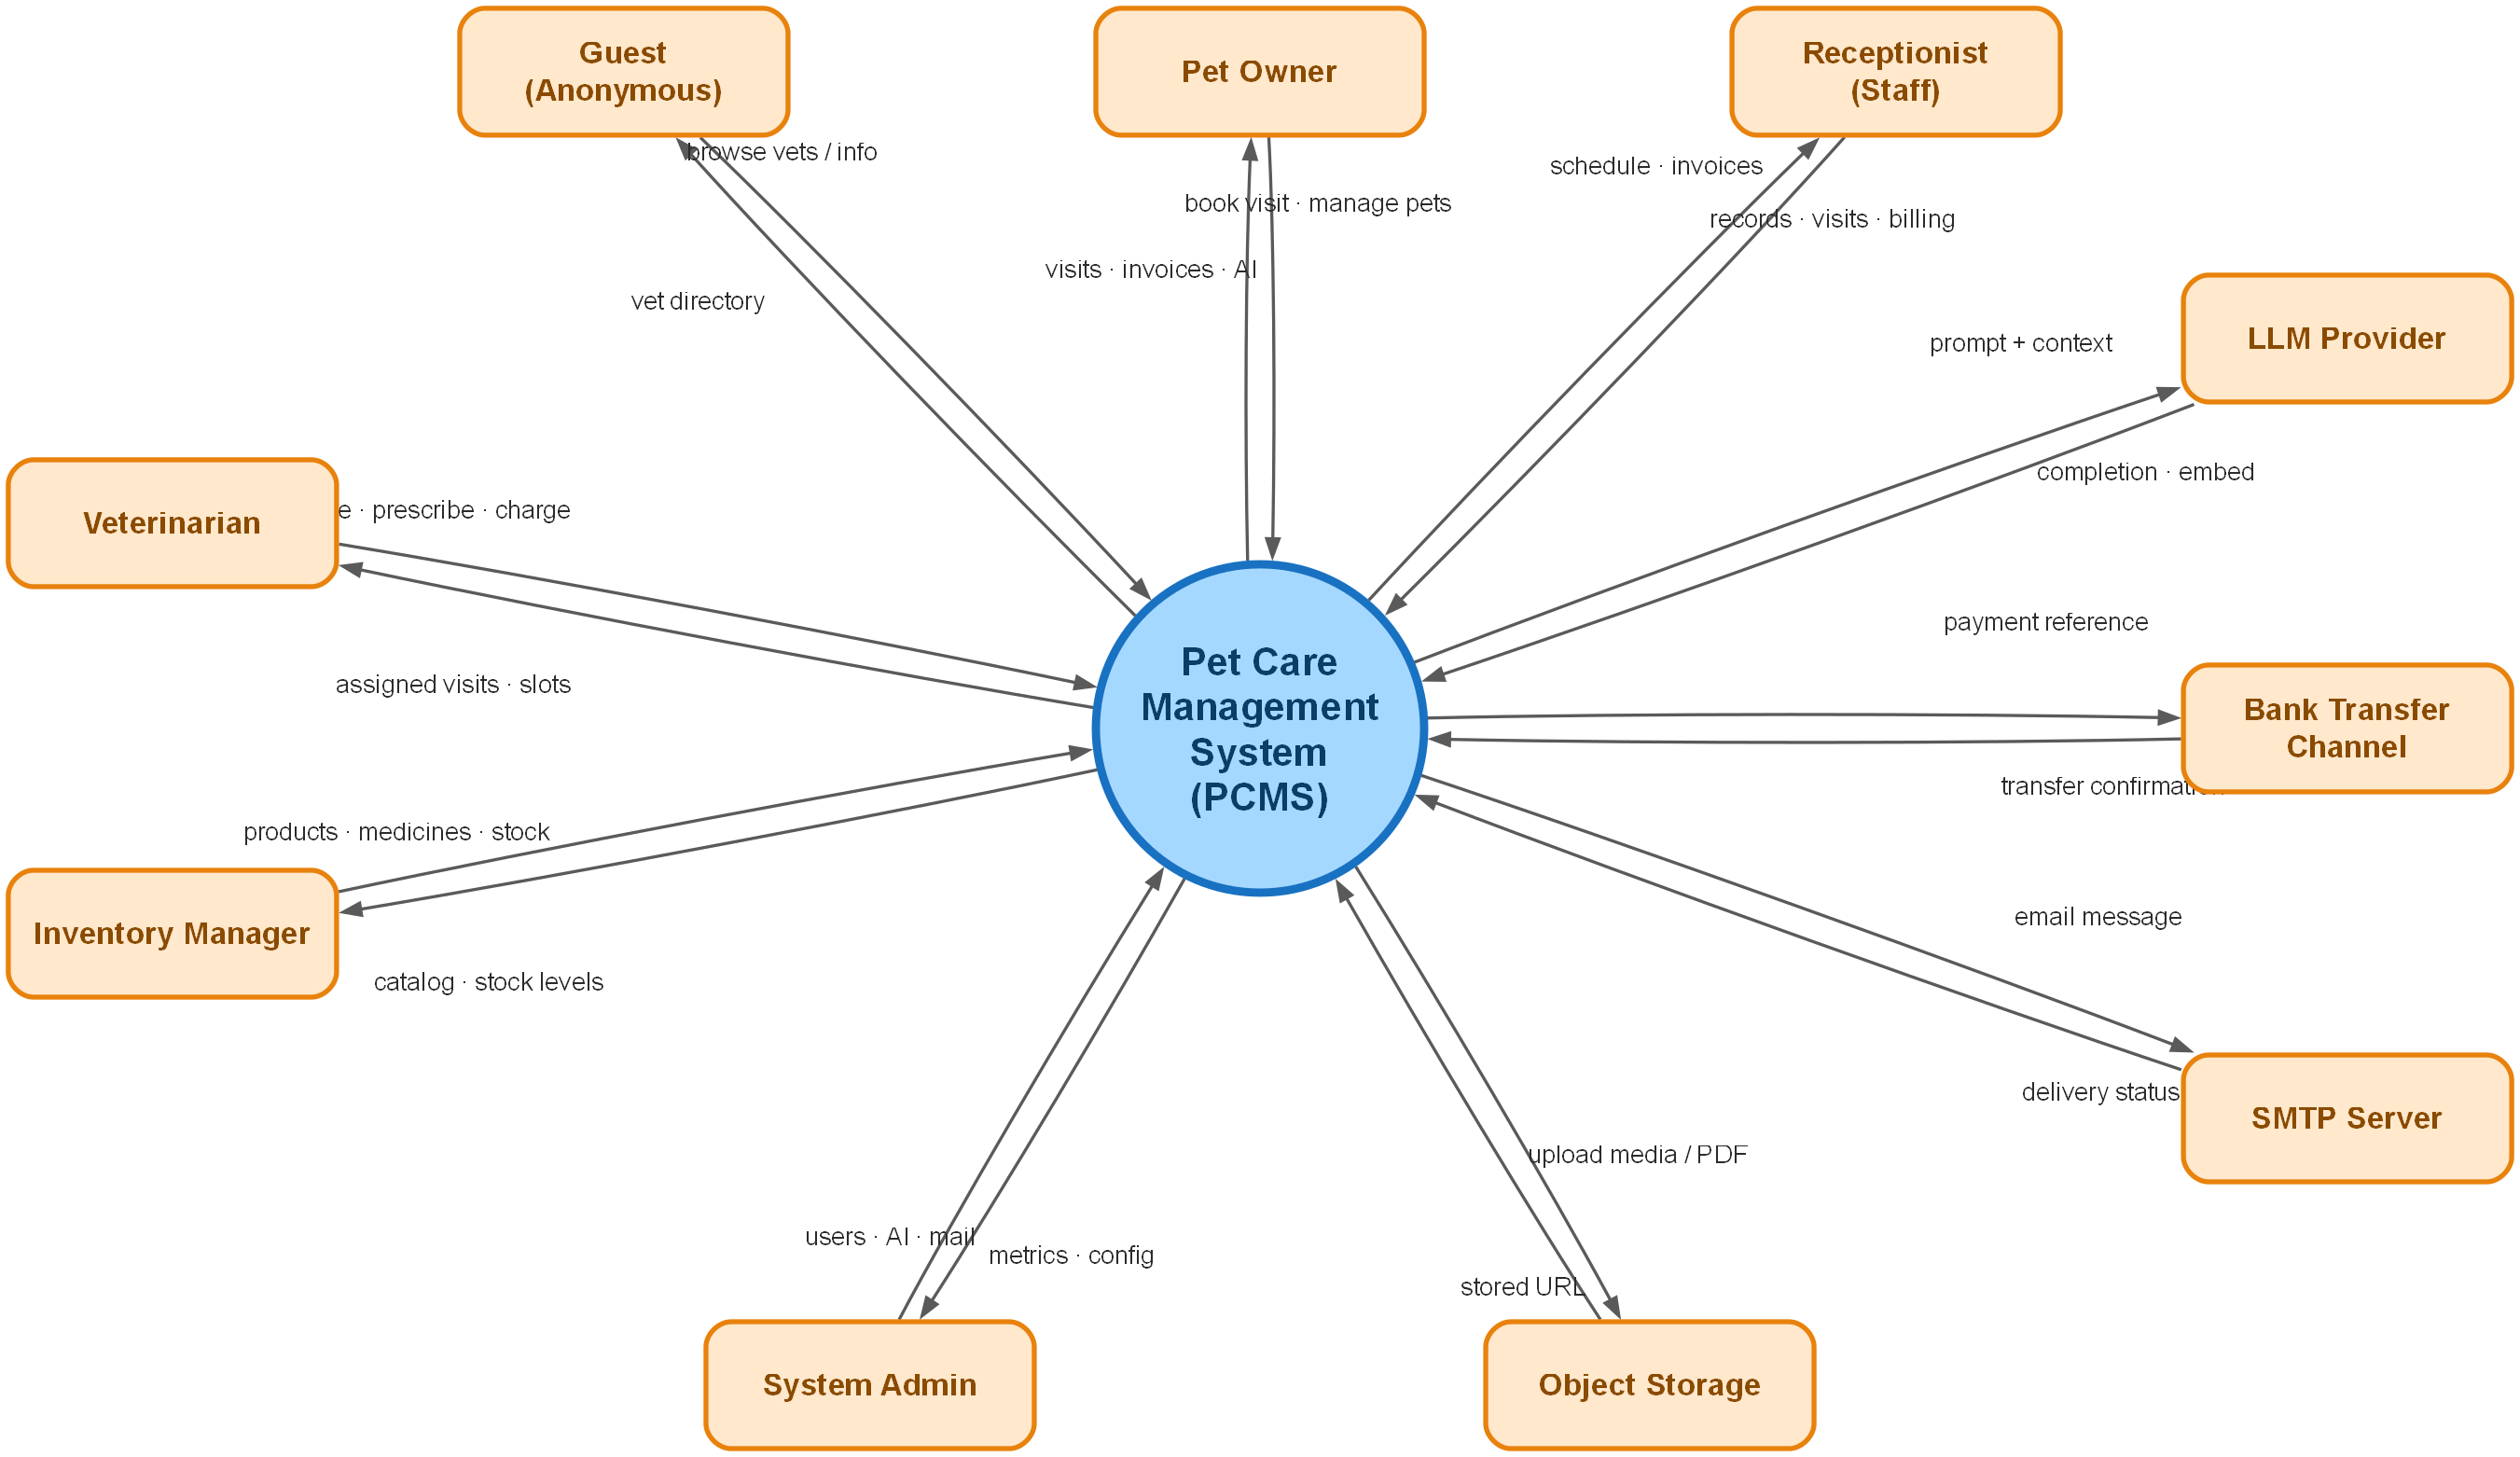 Guest
(Anonymous)
Pet Owner
Receptionist
(Staff)
browse vets / info
schedule · invoices
book visit · manage pets
records · visits · billing
visits · invoices · AI
vet directory
LLM Provider
prompt + context
completion · embed
Veterinarian
e · prescribe · charge
payment reference
Pet Care
Management
System
(PCMS)
assigned visits · slots
Bank Transfer
Channel
transfer confirmation
products · medicines · stock
Inventory Manager
email message
catalog · stock levels
delivery status
SMTP Server
upload media / PDF
users · AI · mail
metrics · config
stored URL
System Admin
Object Storage